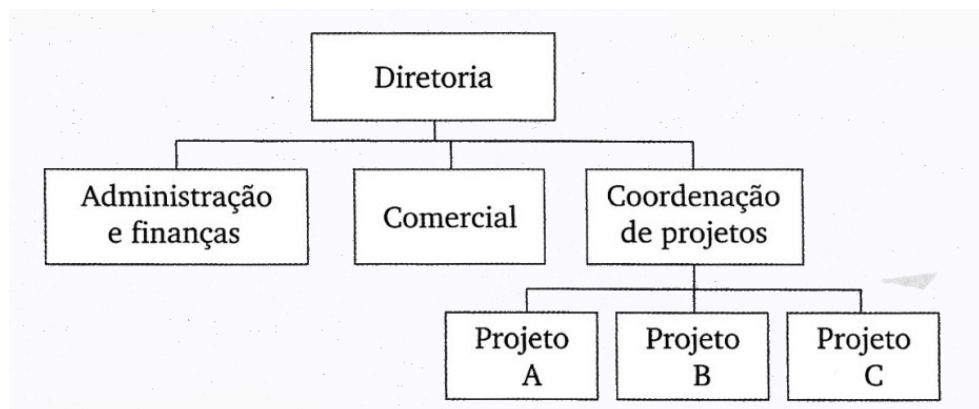 Diretoria
Administração
e finanças
Comercial
Coordenação
de projetos
Projeto
A
Projeto
B
Projeto
C